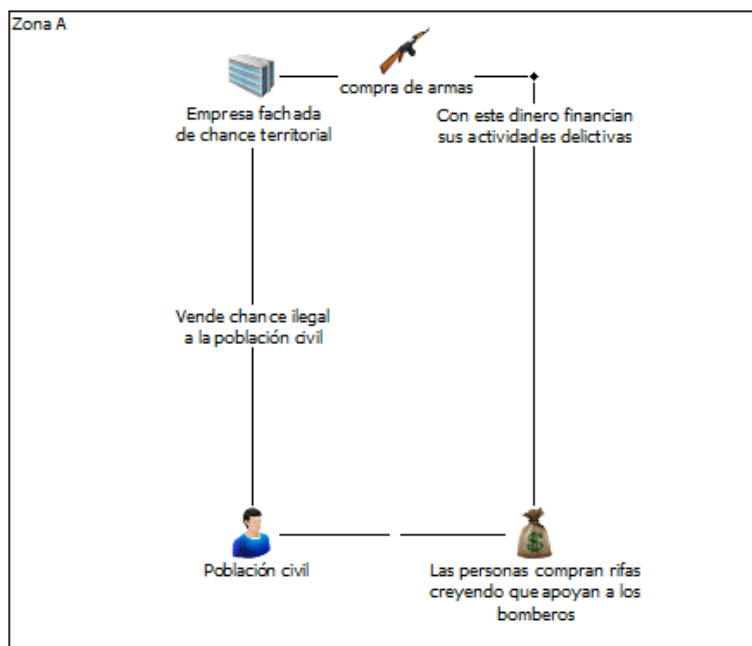 Zona A
compra de armas
Empresa fachada
de chance territorial
Con este dinero financian
sus actividades delictivas
Vende chance ilegal
a la población civil
Población civil
$
Las personas compran rifas
creyendo que apoyan a los
bomberos